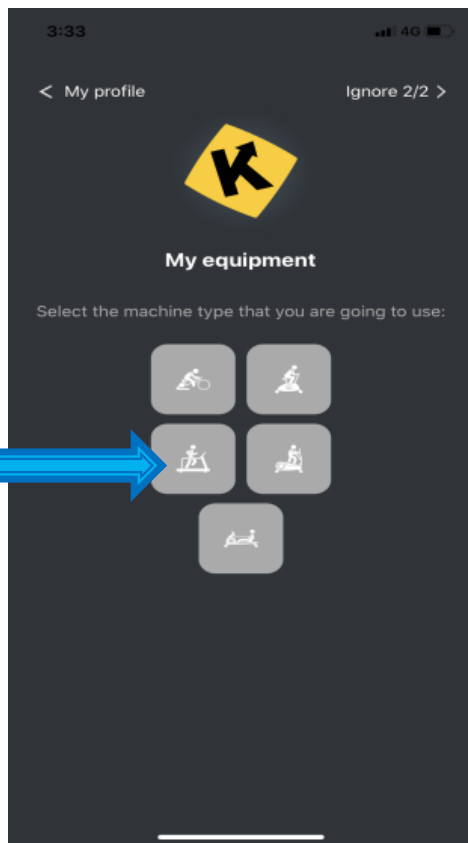 3:33 4G
< My profile Ignore 2/2 >
K
My equipment
Select the machine type that you are going to use: